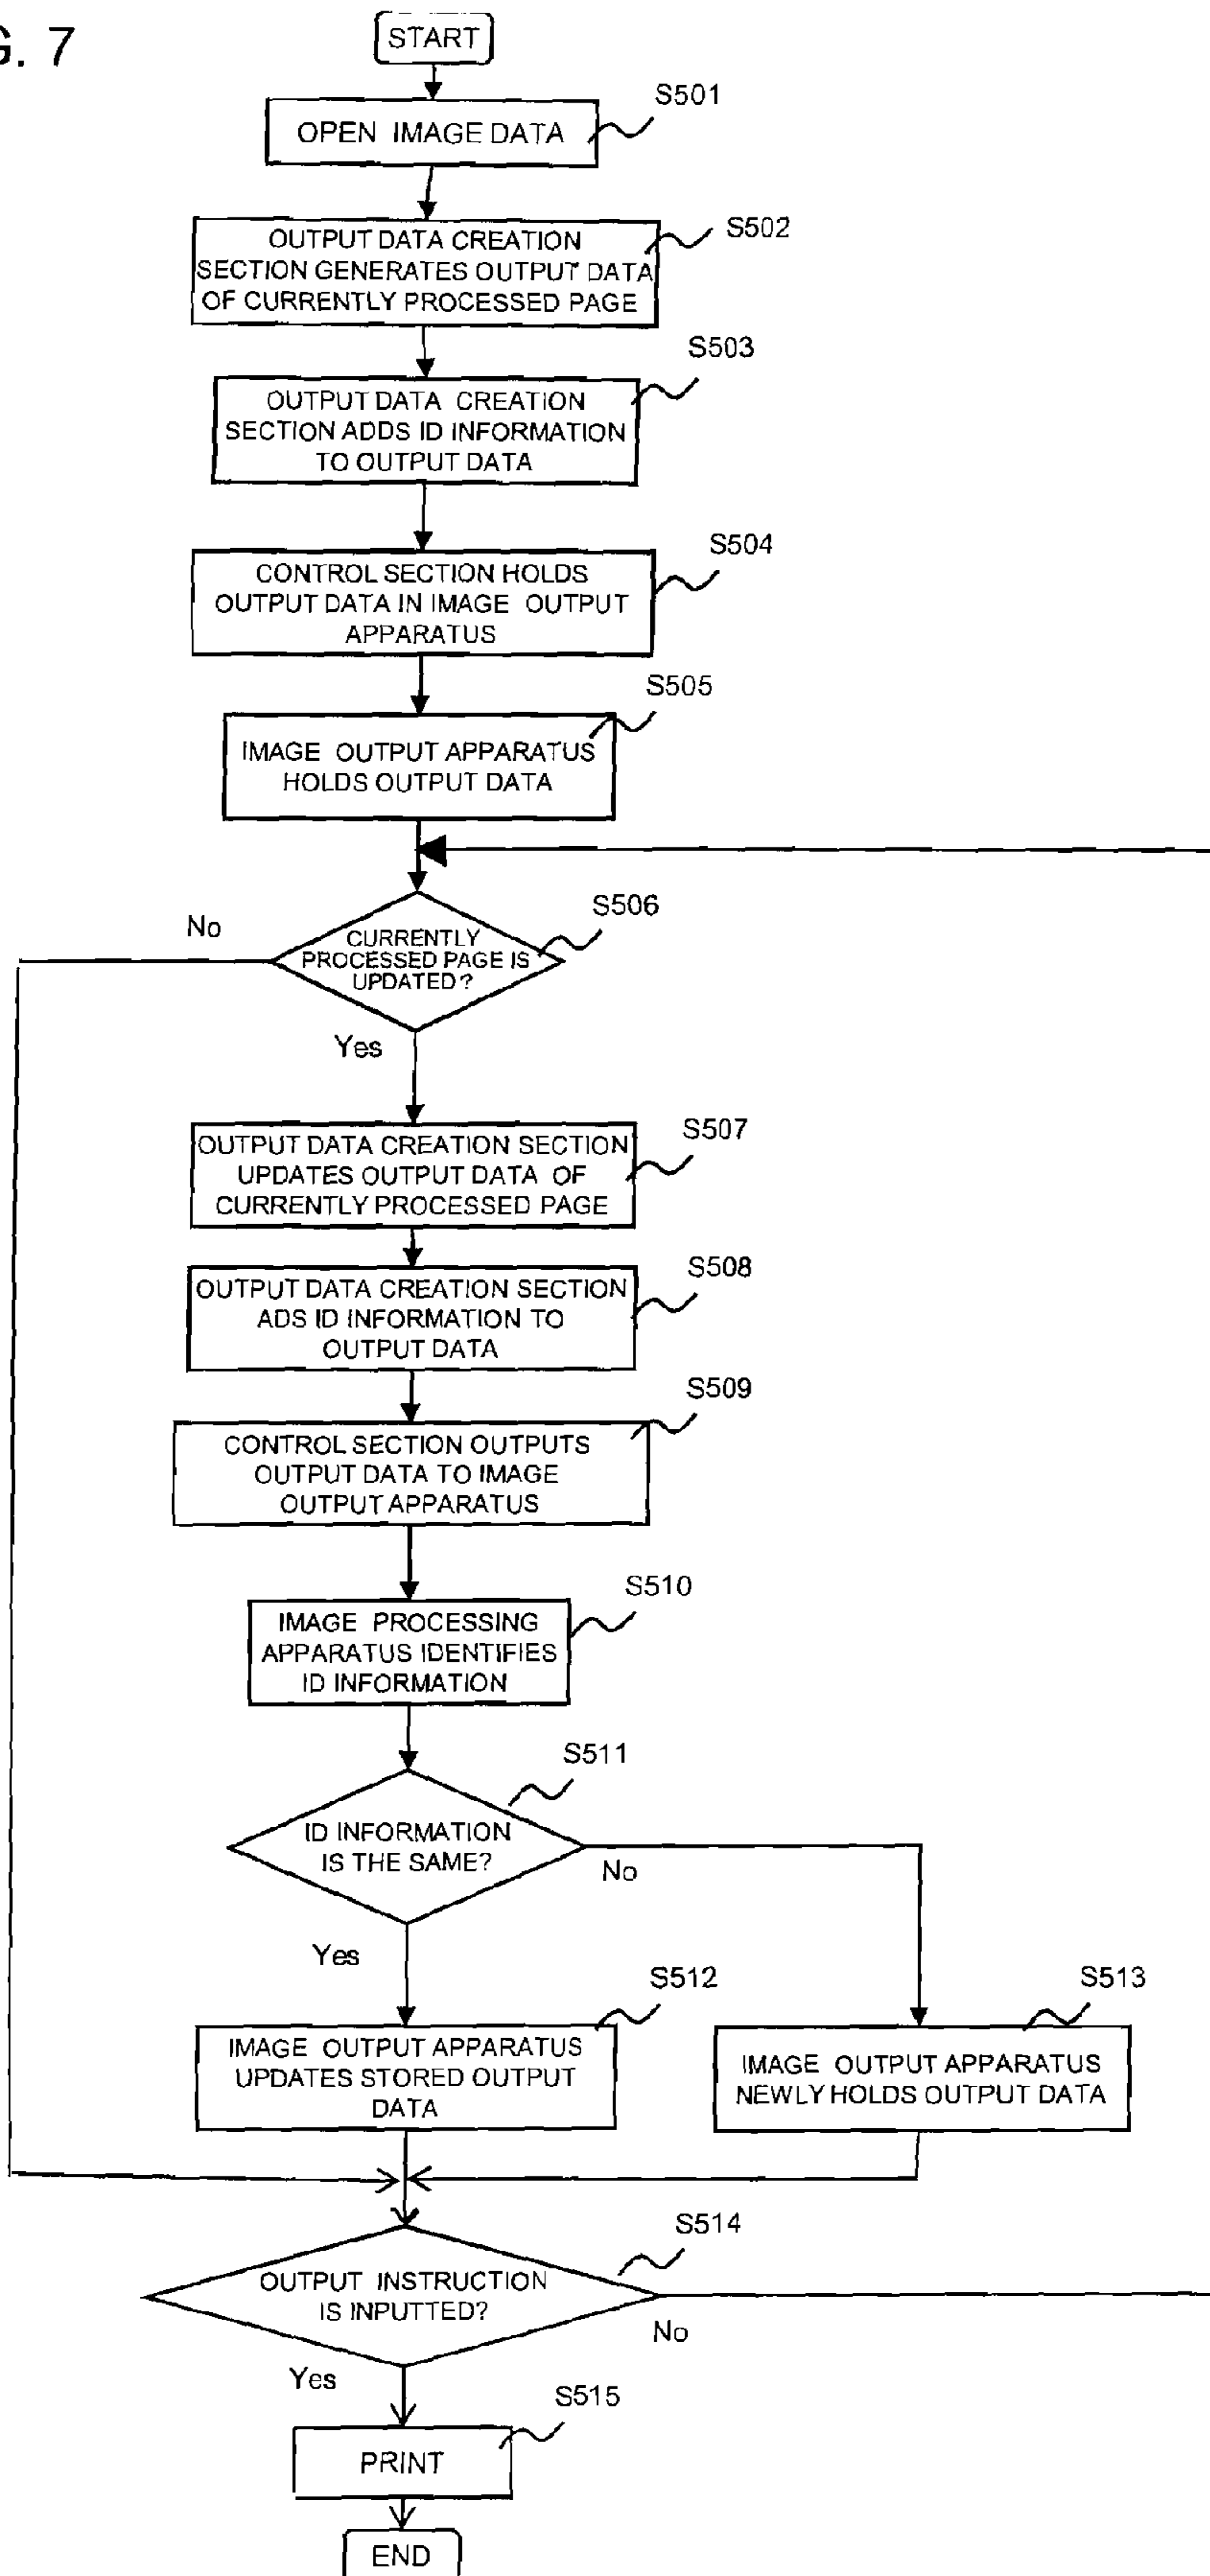 G. 7
START
S501
OPEN IMAGE DATA
S502
OUTPUT DATA CREATION
SECTION GENERATES OUTPUT DATA
OF CURRENTLY PROCESSED PAGE
S503
OUTPUT DATA CREATION
SECTION ADDS ID INFORMATION
TO OUTPUT DATA
S504
CONTROL SECTION HOLDS
OUTPUT DATA IN IMAGE OUTPUT
APPARATUS
S505
IMAGE OUTPUT APPARATUS
HOLDS OUTPUT DATA
S506
No
CURRENTLY
PROCESSED PAGE IS
UPDATED?
Yes
S507
OUTPUT DATA CREATION SECTION
UPDATES OUTPUT DATA OF
CURRENTLY PROCESSED PAGE
S508
OUTPUT DATA CREATION SECTION
ADS ID INFORMATION TO
OUTPUT DATA
S509
CONTROL SECTION OUTPUTS
OUTPUT DATA TO IMAGE
OUTPUT APPARATUS
S510
IMAGE PROCESSING
APPARATUS IDENTIFIES
ID INFORMATION
S511
ID INFORMATION
IS THE SAME?
No
Yes
S512
IMAGE OUTPUT APPARATUS
UPDATES STORED OUTPUT
DATA
S513
IMAGE OUTPUT APPARATUS
NEWLY HOLDS OUTPUT DATA
S514
OUTPUT INSTRUCTION
IS INPUTTED?
No
Yes
S515
PRINT
END